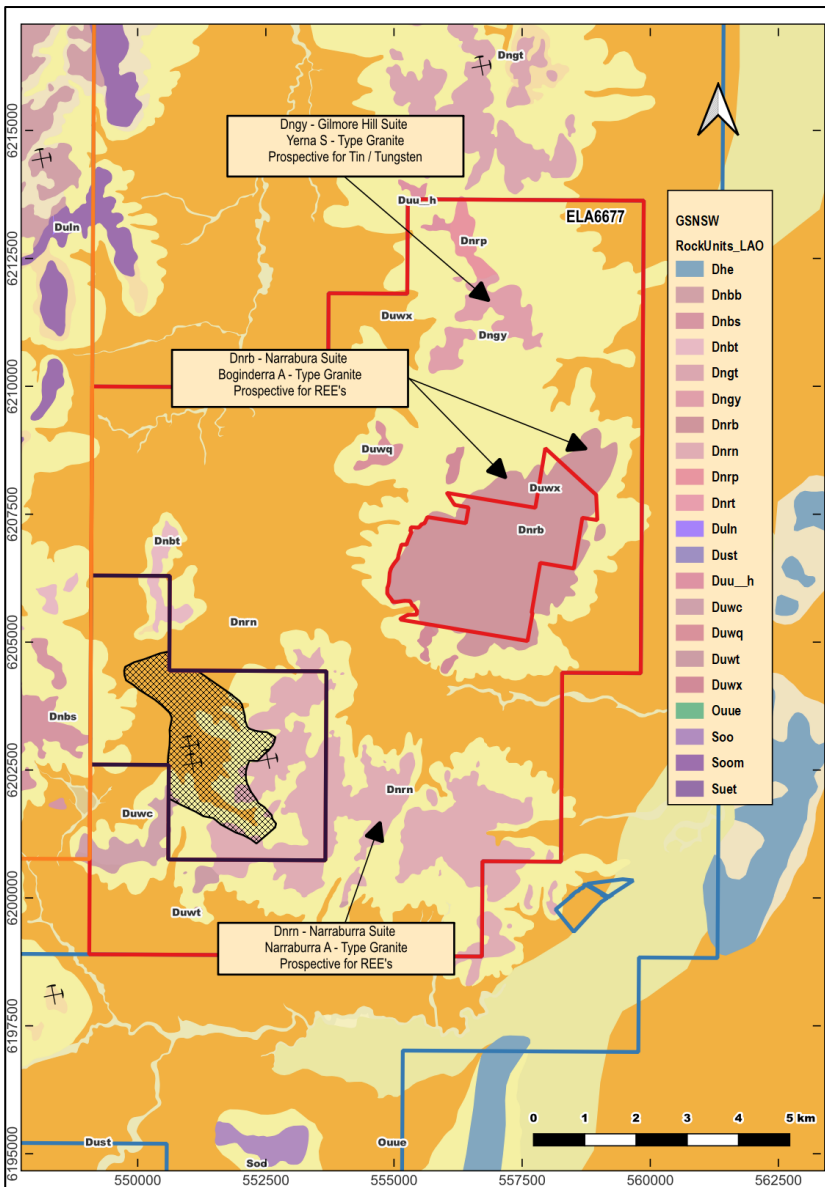 Dngt
Dngy - Gilmore Hill Suite
Yerna S - Type Granite
Prospective for Tin / Tungsten
Duu__h
ELA6677
Duln
Dnrp
Duwx
Dngy
Dnrb - Narrabura Suite
Boginderra A - Type Granite
Prospective for REE's
Duwq
Duwx
Dnrb
Dnbt
Dnrn
Dnbs
Dnrn
Duwc
Duwt
Dnrn - Narraburra Suite
Narraburra A - Type Granite
Prospective for REE's
Dust
Sod
Ouue
GSNSW
RockUnits_LAO
Dhe
Dnbb
Dnbs
Dnbt
Dngt
Dngy
Dnrb
Dnrn
Dnrp
Dnrt
Duln
Dust
Duu__h
Duwc
Duwq
Duwt
Duwx
Ouue
Soo
Soom
Suet
0 1 2 3 4 5 km
6215000
6212500
6210000
6207500
6205000
6202500
6200000
6197500
6195000
550000 552500 555000 557500 560000 562500